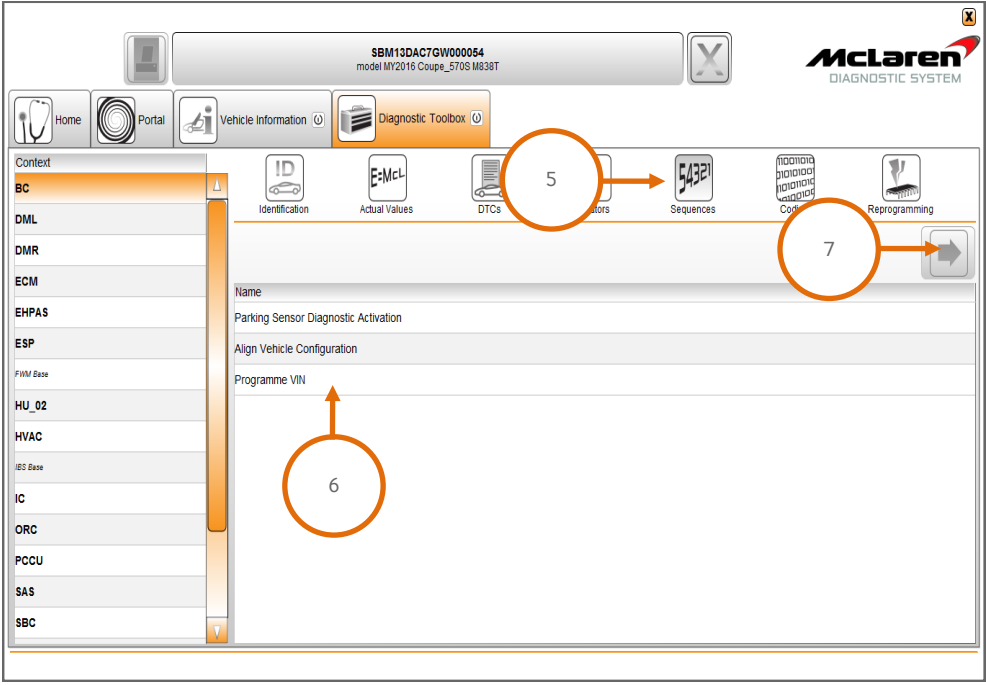 X
SBM13DAC7GW000054
model MY2016 Coupe_570S M838T
McLaren
DIAGNOSTIC SYSTEM
Home
Portal
Vehicle Information
Diagnostic Toolbox
Context
BC
DML
DMR
ECM
EHPAS
ESP
FWM Base
HU_02
HVAC
IBS Base
IC
ORC
PCCU
SAS
SBC
ID
Identification
E=McL
Actual Values
DTCs
5
54321
Sequences
Reprogramming
7
Name
Parking Sensor Diagnostic Activation
Align Vehicle Configuration
Programme VIN
6